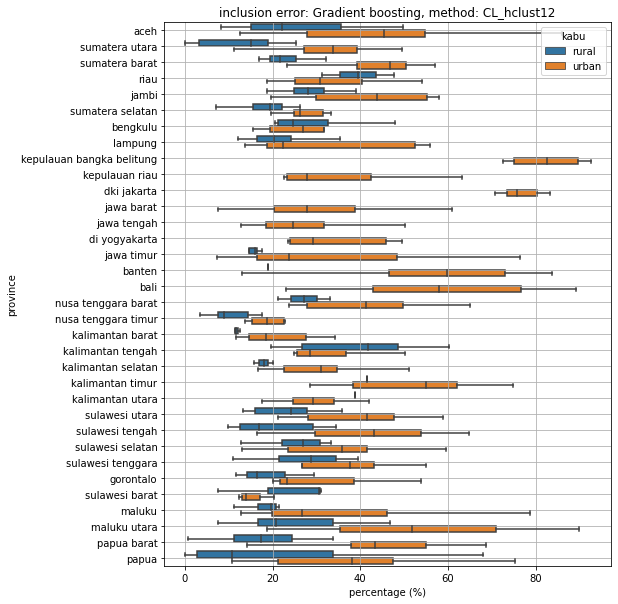 inclusion error: Gradient boosting, method: CL_hclust12
kabu
rural
urban
province
aceh
sumatera utara
sumatera barat
riau
jambi
sumatera selatan
bengkulu
lampung
kepulauan bangka belitung
kepulauan riau
dki jakarta
jawa barat
jawa tengah
di yogyakarta
jawa timur
banten
bali
nusa tenggara barat
nusa tenggara timur
kalimantan barat
kalimantan tengah
kalimantan selatan
kalimantan timur
kalimantan utara
sulawesi utara
sulawesi tengah
sulawesi selatan
sulawesi tenggara
gorontalo
sulawesi barat
maluku
maluku utara
papua barat
papua
0 20 40 60 80
percentage (%)